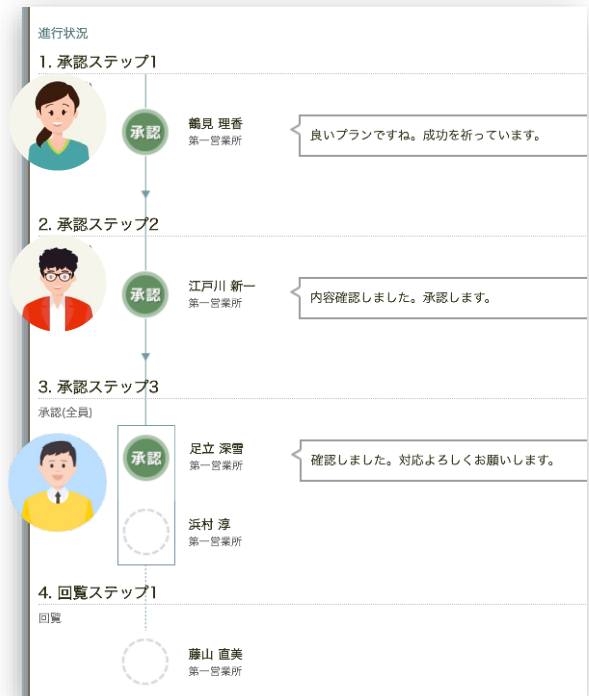 進行状況
1. 承認ステップ1
承認
鶴見 理香
第一営業所
良いプランですね。成功を祈っています。
2. 承認ステップ2
承認
江戸川 新一
第一営業所
内容確認しました。承認します。
3. 承認ステップ3
承認(全員)
承認
足立 深雪
第一営業所
確認しました。対応よろしくお願いします。
浜村 淳
第一営業所
4. 回覧ステップ1
回覧
藤山 直美
第一営業所